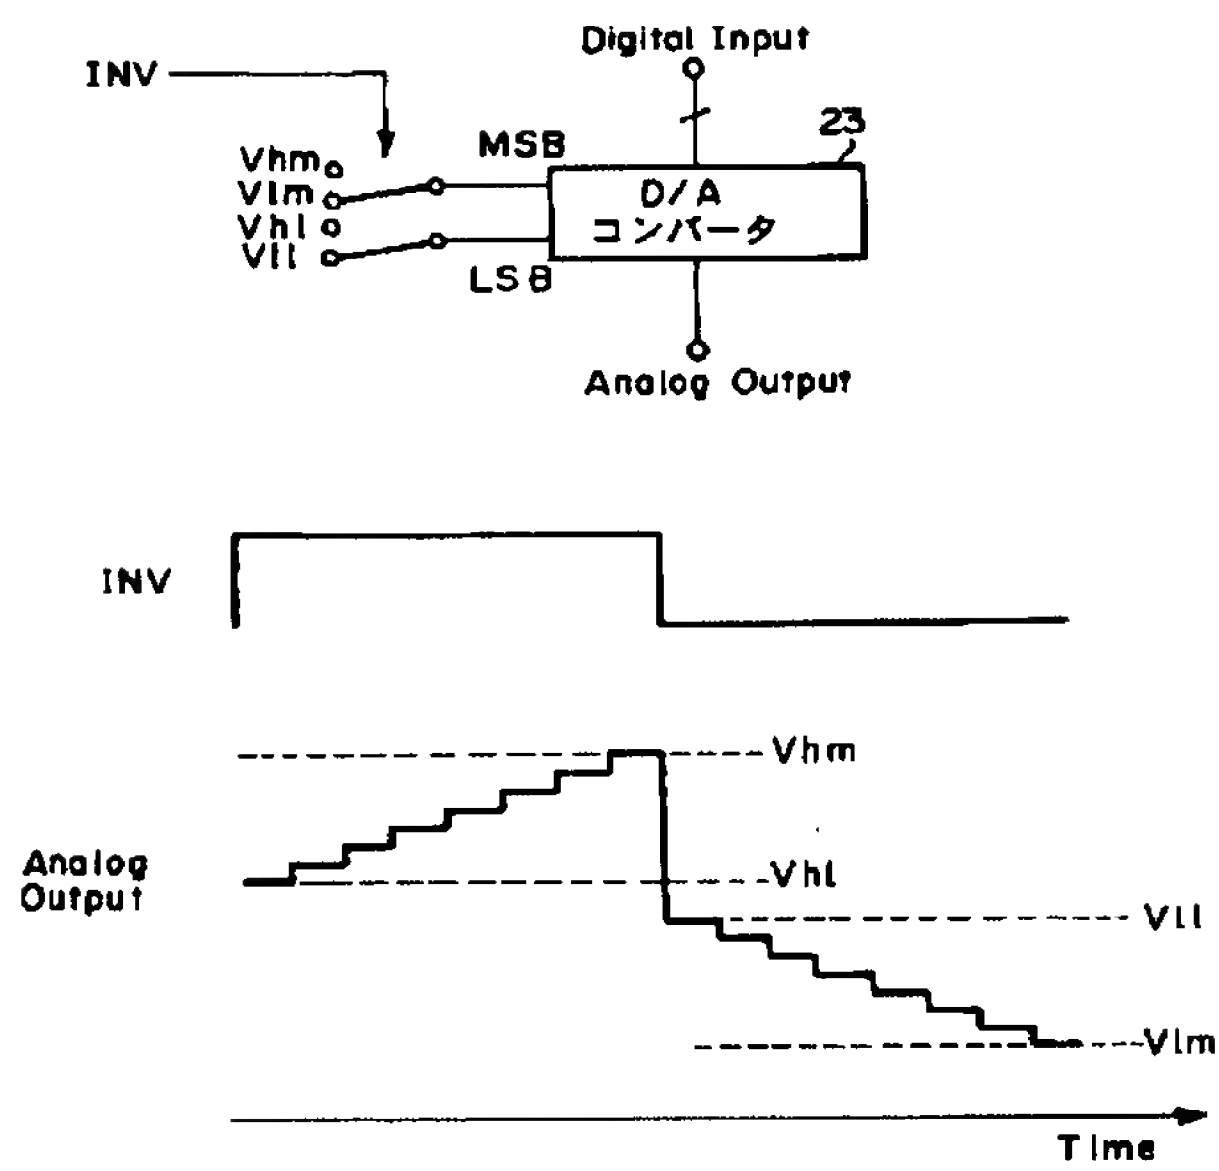 Digital Input
INV
23
MSB
Vhm
Vlm
D/A
Vhl
コンバータ
Vll
LSB
Analog Output
INV
Vhm
Analog
Output
Vhl
Vll
Vlm
Time